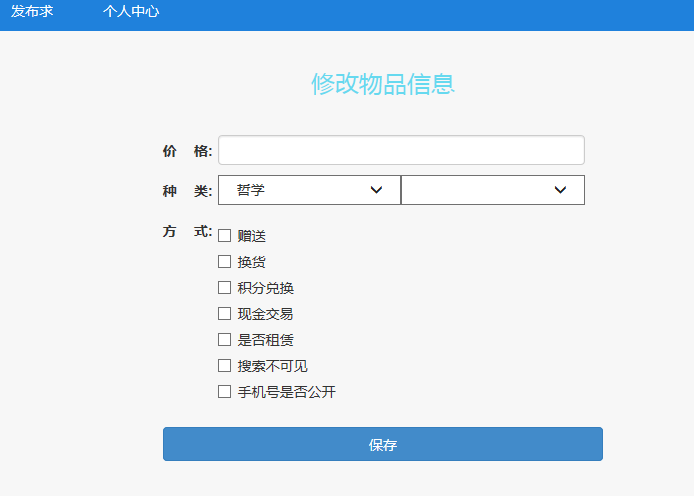 发布求 个人中心
修改物品信息
价 格:
种 类: 哲学
方 式: 赠送
换货
积分兑换
现金交易
是否租赁
搜索不可见
手机号是否公开
保存